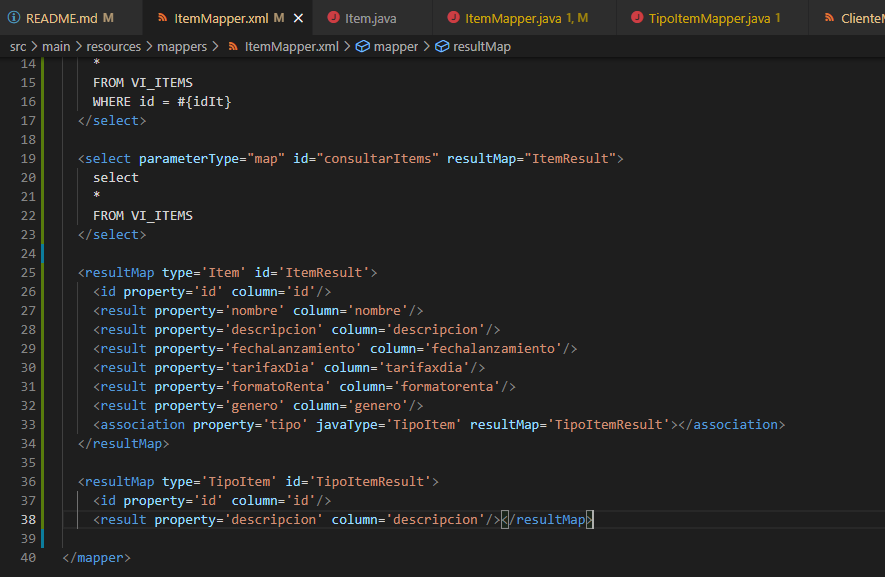 README.md M ItemMapper.xml M Item.java ItemMapper.java 1, M TipoItemMapper.java 1 ClienteM
src > main > resources > mappers > ItemMapper.xml > mapper > resultMap
14 *
15 FROM VI_ITEMS
16 WHERE id = #{idIt}
17 </select>
18
19 <select parameterType="map" id="consultarItems" resultMap="ItemResult">
20 select
21 *
22 FROM VI_ITEMS
23 </select>
24
25 <resultMap type='Item' id='ItemResult'>
26 <id property='id' column='id'/>
27 <result property='nombre' column='nombre'/>
28 <result property='descripcion' column='descripcion'/>
29 <result property='fechaLanzamiento' column='fechalanzamiento'/>
30 <result property='tarifaxDia' column='tarifaxdia'/>
31 <result property='formatoRenta' column='formatorenta'/>
32 <result property='genero' column='genero'/>
33 <association property='tipo' javaType='TipoItem' resultMap='TipoItemResult'></association>
34 </resultMap>
35
36 <resultMap type='TipoItem' id='TipoItemResult'>
37 <id property='id' column='id'/>
38 <result property='descripcion' column='descripcion'/></resultMap>
39
40 </mapper>